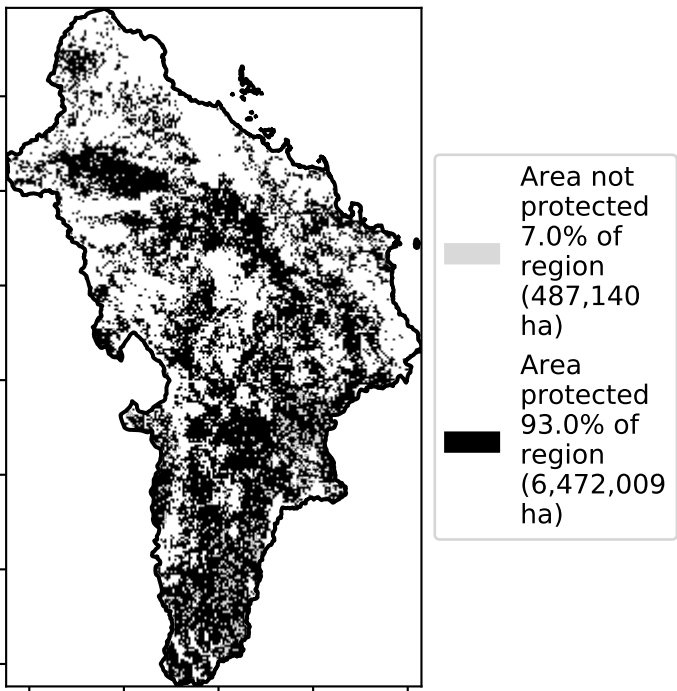 Area not
protected
7.0% of
region
(487,140
ha)
Area
protected
93.0% of
region
(6,472,009
ha)